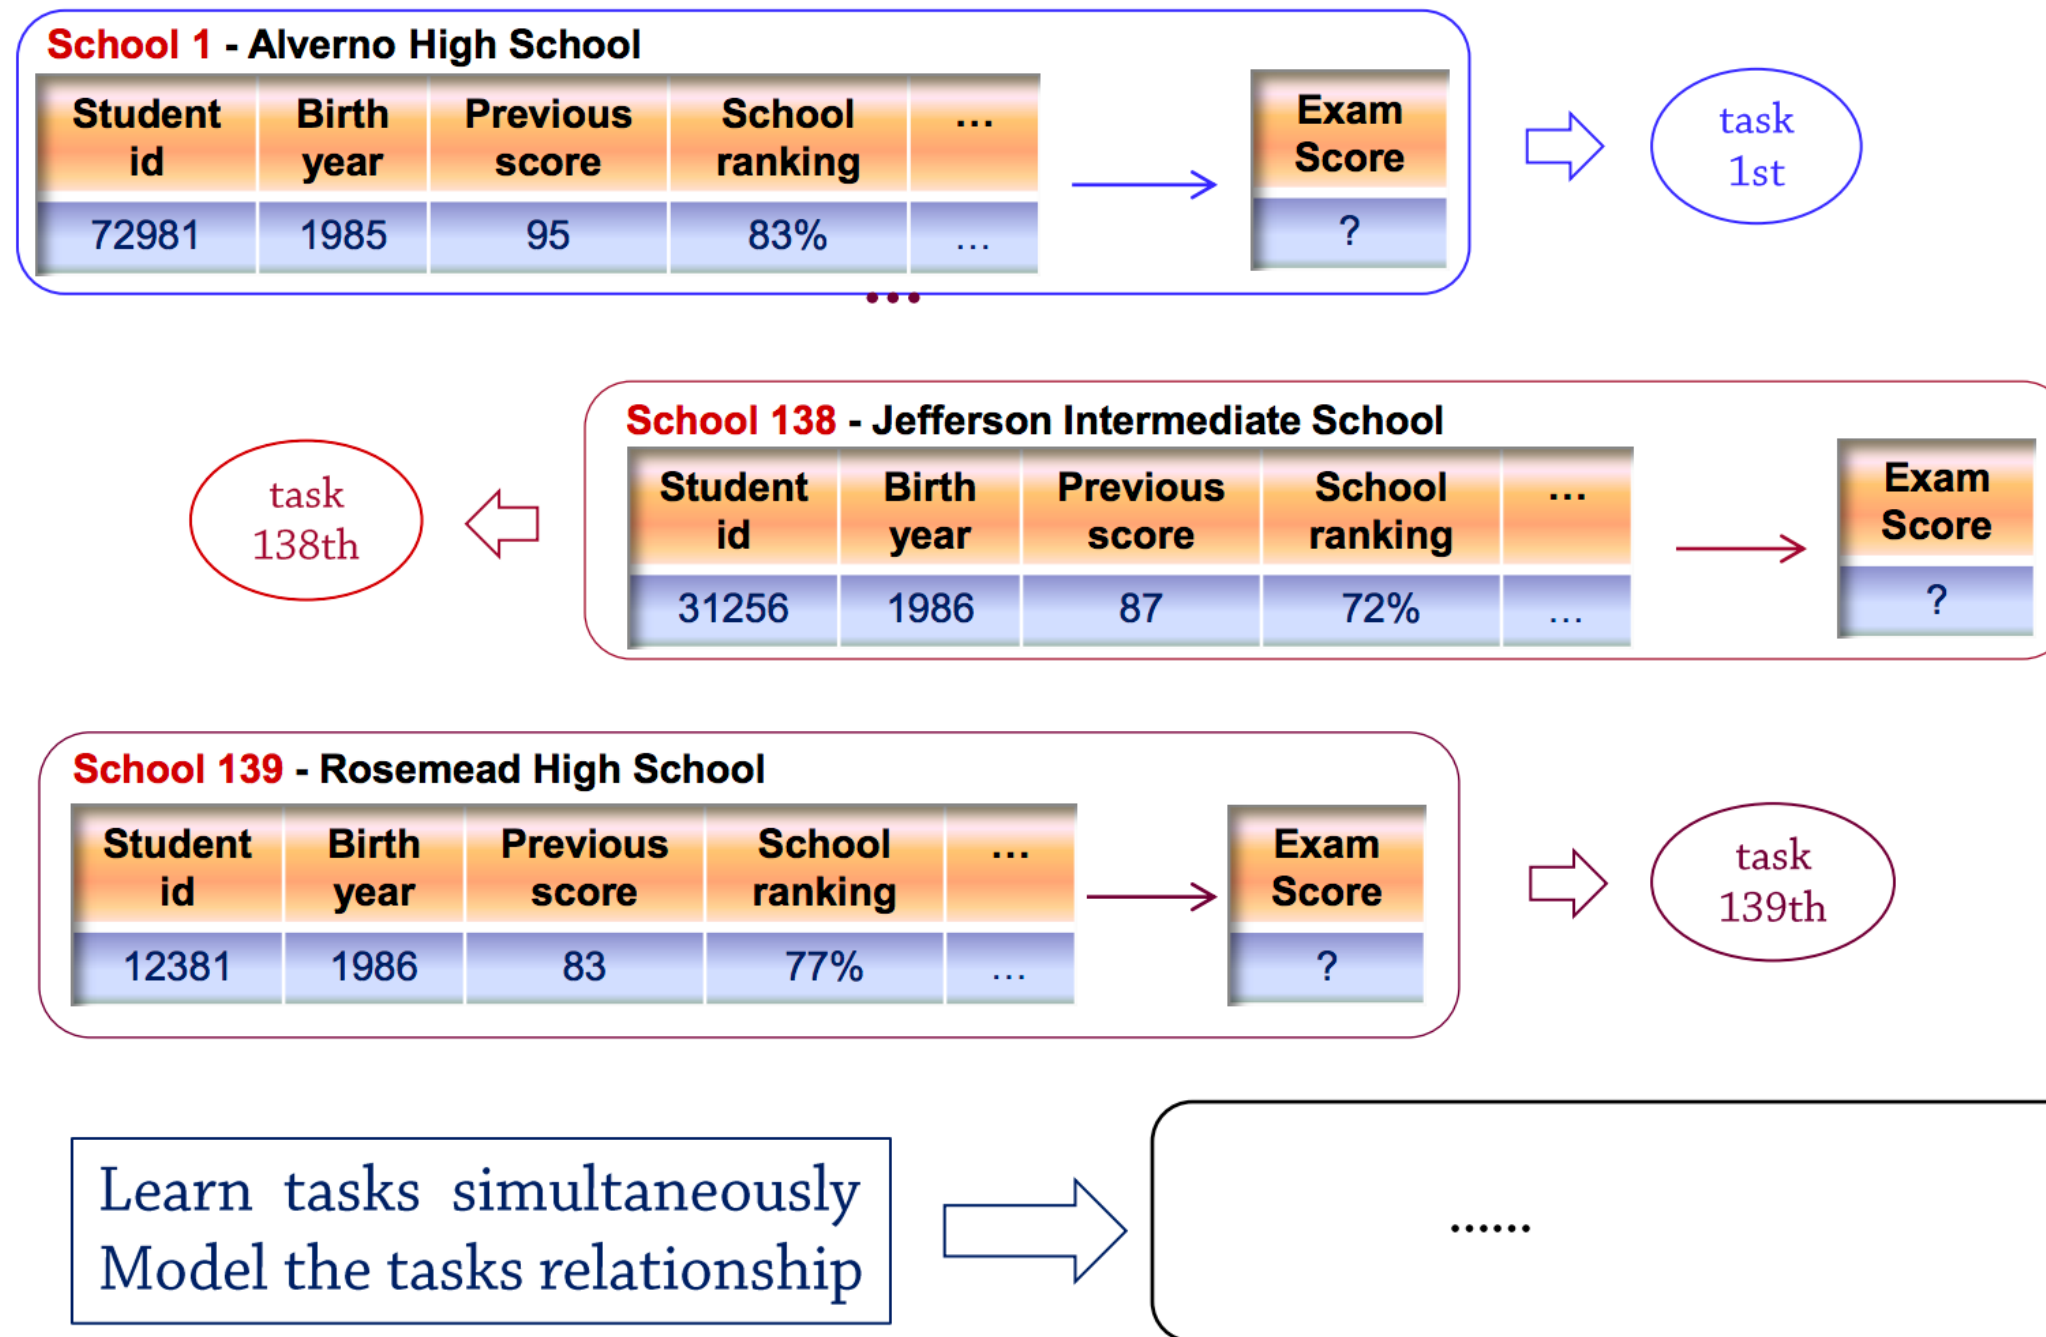 School 1 - Alverno High School
Student id Birth year Previous score School ranking ... Exam Score
72981 1985 95 83% ... ?
task
1st
...
School 138 - Jefferson Intermediate School
task
138th
Student id Birth year Previous score School ranking ... Exam Score
31256 1986 87 72% ... ?
School 139 - Rosemead High School
Student id Birth year Previous score School ranking ... Exam Score
12381 1986 83 77% ... ?
task
139th
Learn tasks simultaneously
Model the tasks relationship
......